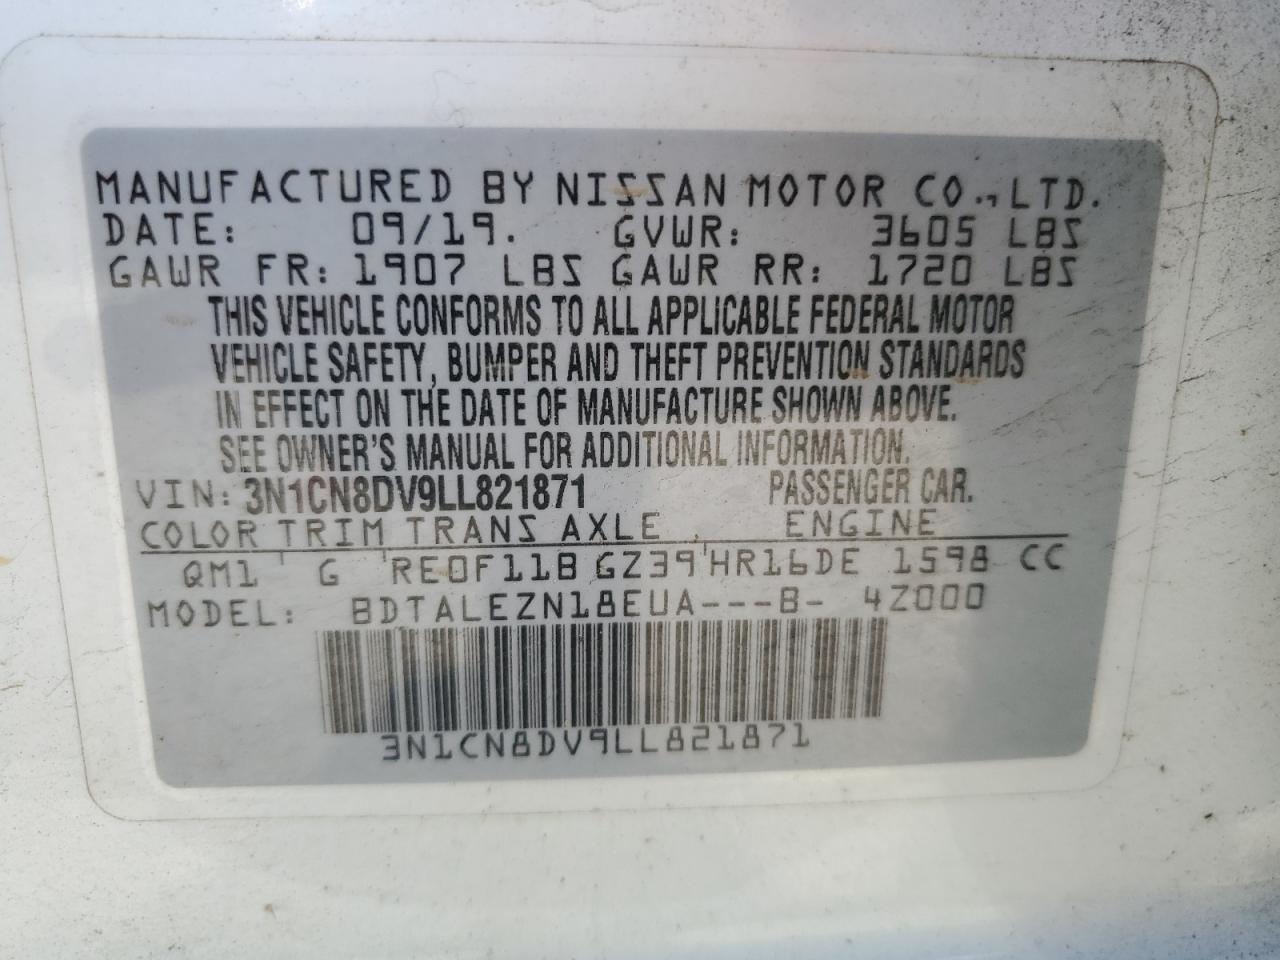 MANUFACTURED BY NISSAN MOTOR CO., LTD.
DATE: 09/19. GVWR: 3605 LBS
GAWR FR: 1907 LBS GAWR RR: 1720 LBS
THIS VEHICLE CONFORMS TO ALL APPLICABLE FEDERAL MOTOR
VEHICLE SAFETY, BUMPER AND THEFT PREVENTION STANDARDS
IN EFFECT ON THE DATE OF MANUFACTURE SHOWN ABOVE.
SEE OWNER'S MANUAL FOR ADDITIONAL INFORMATION.
VIN: 3N1CN8DV9LL821871 PASSENGER CAR.
COLOR TRIM TRANS AXLE ENGINE
QM1 G RE0F11B GZ39 HR16DE 1598 CC
MODEL: BDTALEZN18EUA---B- 4Z000
3N1CN8DV9LL821871